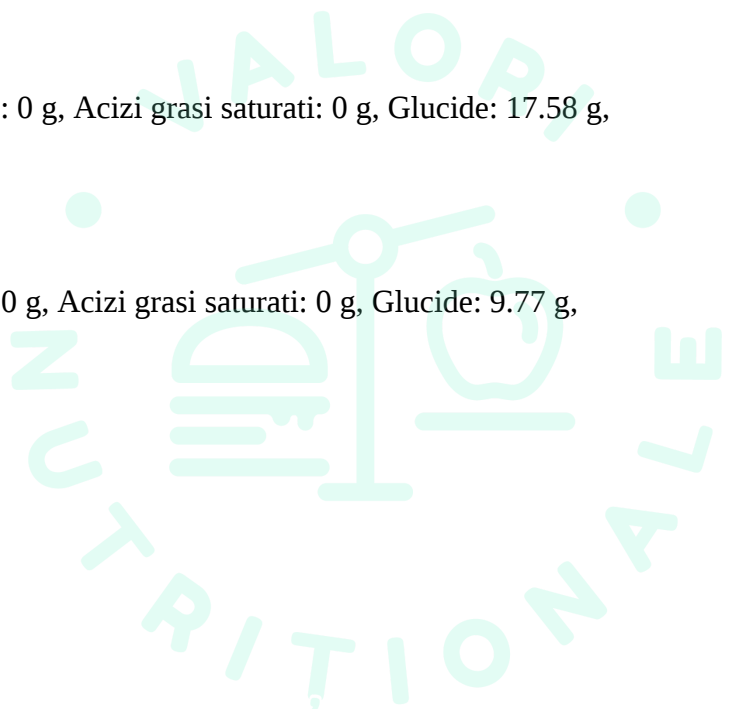 VALORI
: 0 g, Acizi grasi saturati: 0 g, Glucide: 17.58 g,
0 g, Acizi grasi saturati: 0 g, Glucide: 9.77 g,
NUTRITIONALE